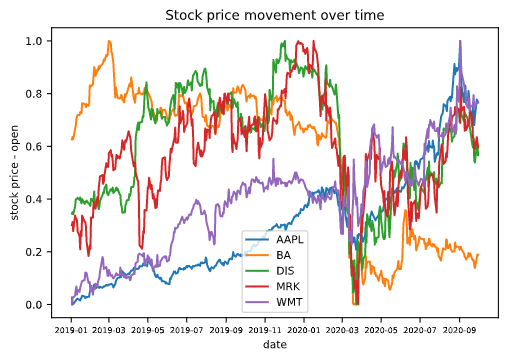 Stock price movement over time
stock price - open
1.0
0.8
0.6
0.4
0.2
0.0
AAPL
BA
DIS
MRK
WMT
2019-01 2019-03 2019-05 2019-07 2019-09 2019-11 2020-01 2020-03 2020-05 2020-07 2020-09
date